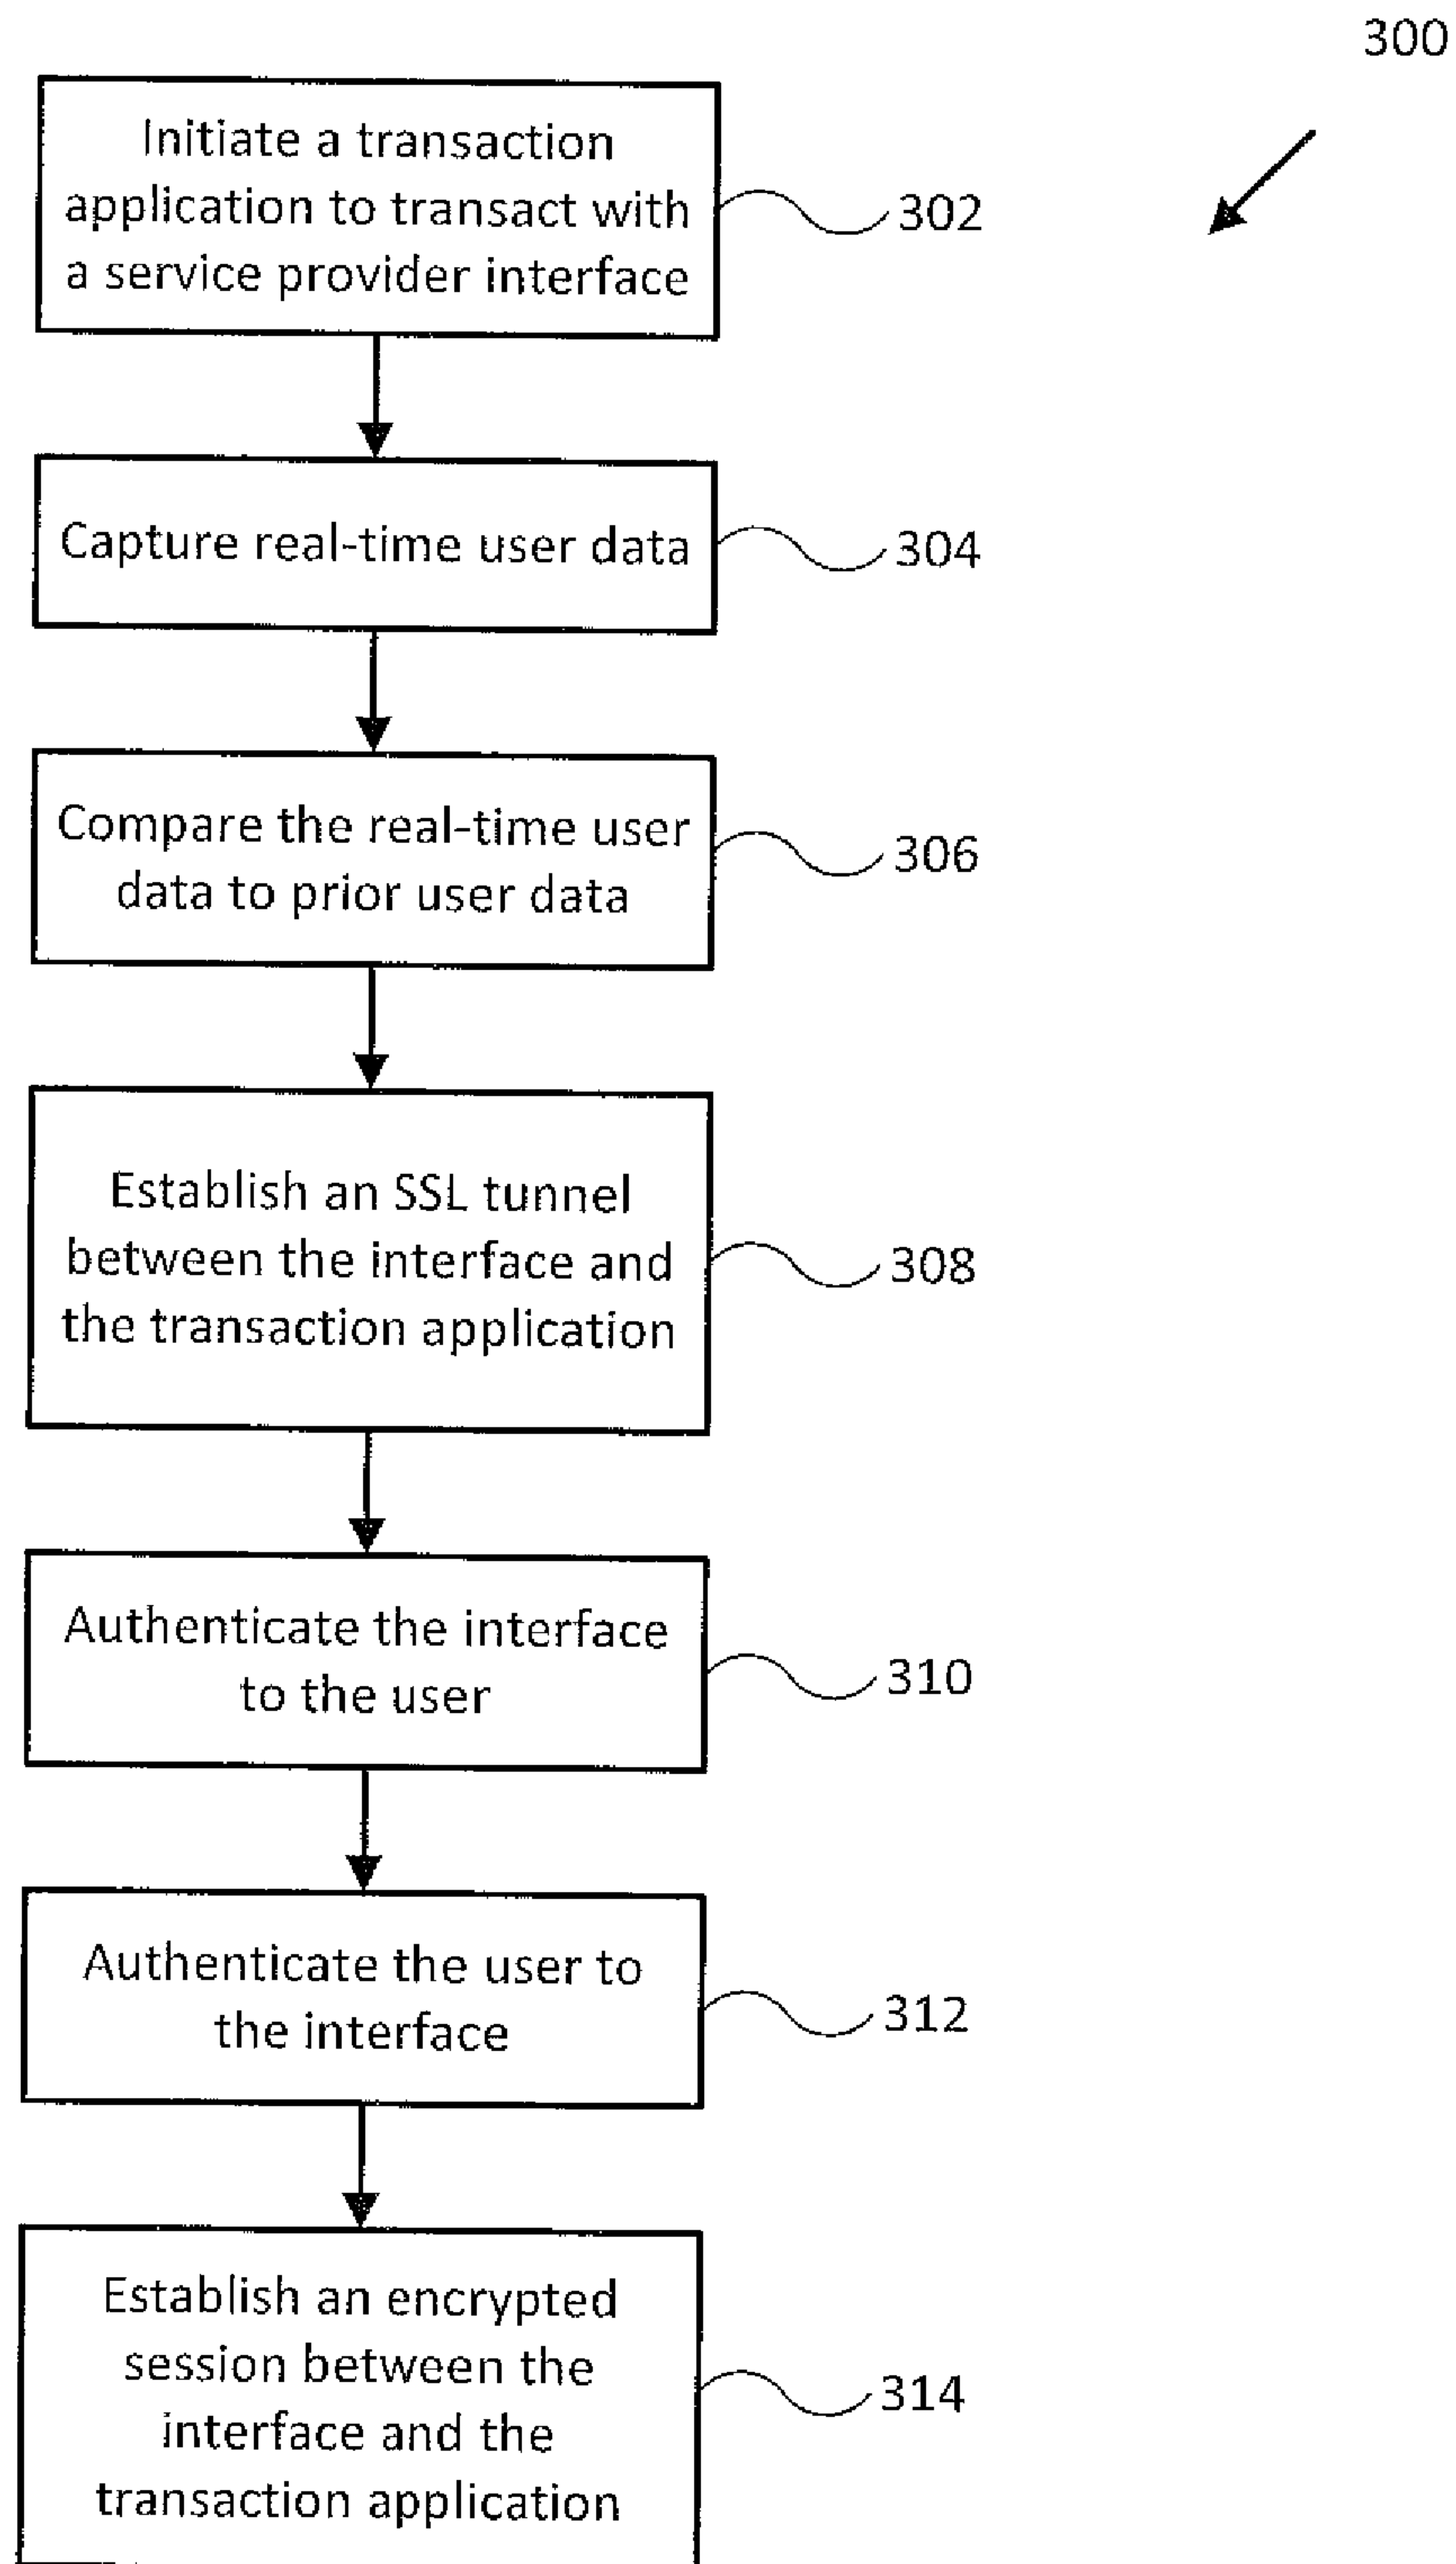 300
Initiate a transaction
application to transact with
a service provider interface
302
Capture real-time user data
304
Compare the real-time user
data to prior user data
306
Establish an SSL tunnel
between the interface and
the transaction application
308
Authenticate the interface
to the user
310
Authenticate the user to
the interface
312
Establish an encrypted
session between the
interface and the
transaction application
314